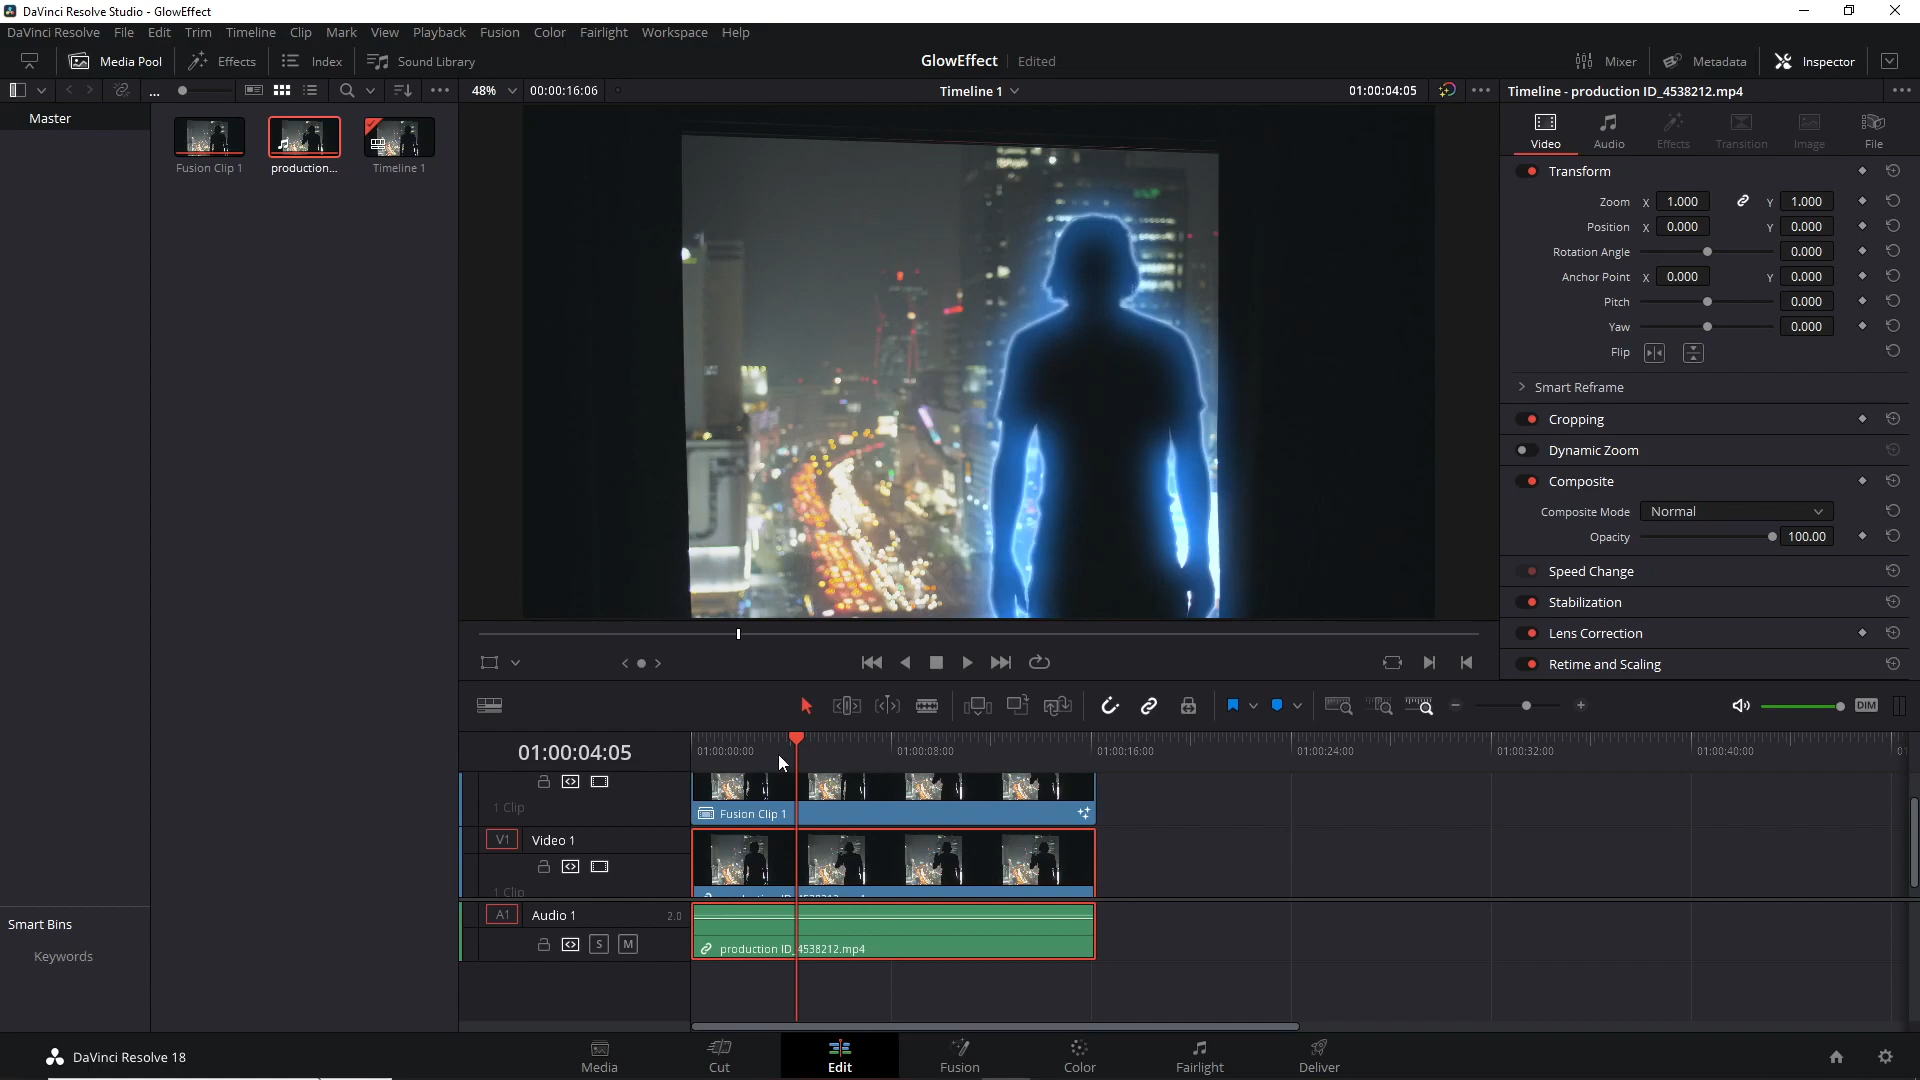 DaVinci Resolve Studio - GlowEffect
DaVinci Resolve File Edit Trim Timeline Clip Mark View Playback Fusion Color Fairlight Workspace Help
Media Pool Effects Index Sound Library GlowEffect Edited Mixer Metadata Inspector
... 48% 00:00:16:06 Timeline 1 01:00:04:05 Timeline - production ID_4538212.mp4
Master
Fusion Clip 1 production... Timeline 1
Video Audio Effects Transition Image File
Transform
Zoom X 1.000 Y 1.000
Position X 0.000 Y 0.000
Rotation Angle 0.000
Anchor Point X 0.000 Y 0.000
Pitch 0.000
Yaw 0.000
Flip
Smart Reframe
Cropping
Dynamic Zoom
Composite
Composite Mode Normal
Opacity 100.00
Speed Change
Stabilization
Lens Correction
Retime and Scaling
DIM
01:00:04:05 01:00:00:00 01:00:08:00 01:00:16:00 01:00:24:00 01:00:32:00 01:00:40:00
1 Clip Fusion Clip 1
V1 Video 1
1 Clip
A1 Audio 1 2.0
S M production ID_4538212.mp4
Smart Bins
Keywords
DaVinci Resolve 18
Media Cut Edit Fusion Color Fairlight Deliver